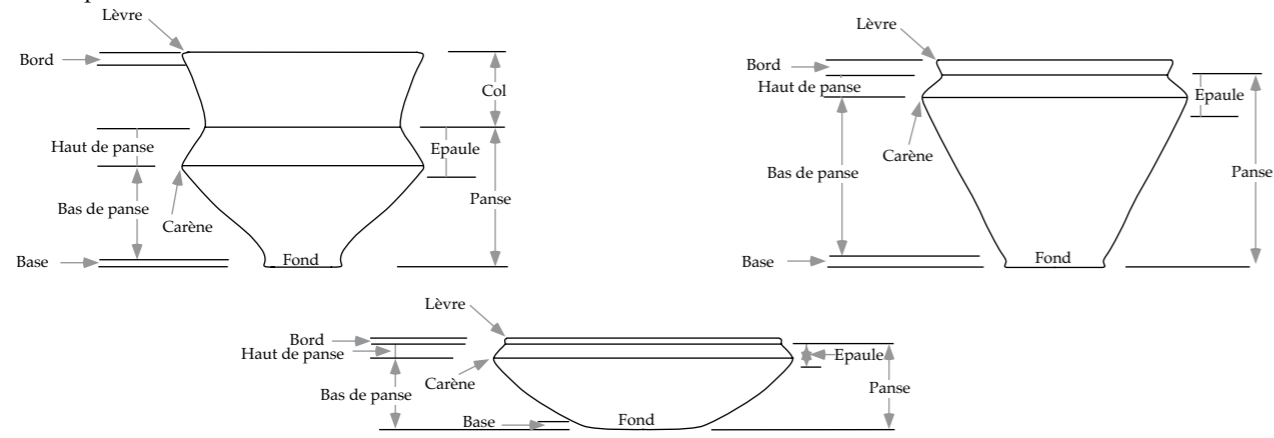 Lèvre
Bord
Col
Haut de panse
Epaule
Bas de panse
Panse
Carène
Base
Fond
Lèvre
Bord
Haut de panse
Epaule
Carène
Bas de panse
Panse
Base
Fond
Lèvre
Bord
Haut de panse
Epaule
Carène
Bas de panse
Panse
Base
Fond